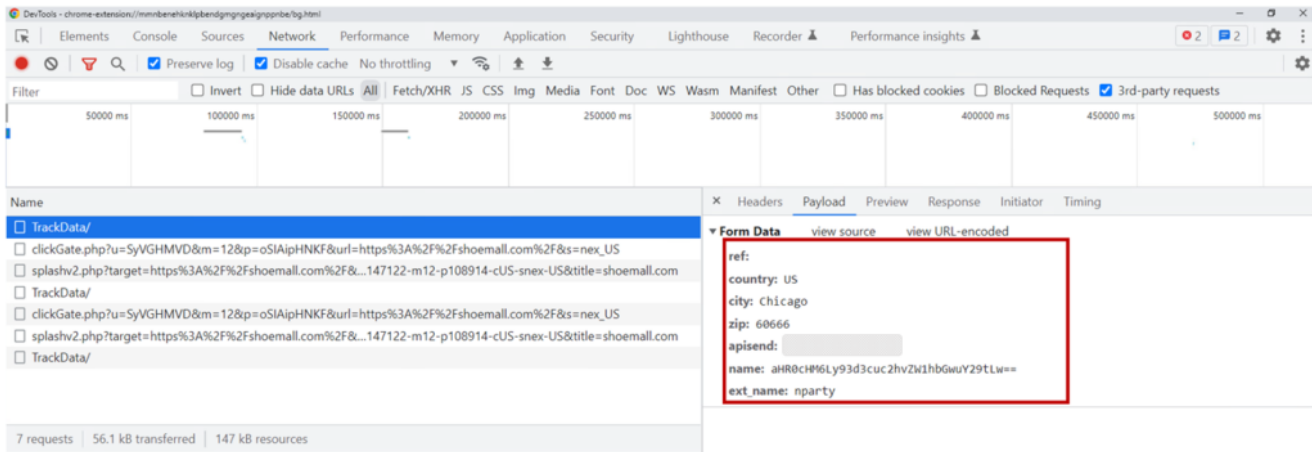 DevTools - chrome-extension://mmnbenehknklpbendgmgngeaignppnbe/bg.html
Elements Console Sources Network Performance Memory Application Security Lighthouse Recorder Performance insights 2 2
Preserve log Disable cache No throttling
Filter Invert Hide data URLs All Fetch/XHR JS CSS Img Media Font Doc WS Wasm Manifest Other Has blocked cookies Blocked Requests 3rd-party requests
50000 ms 100000 ms 150000 ms 200000 ms 250000 ms 300000 ms 350000 ms 400000 ms 450000 ms 500000 ms
Name
TrackData/
clickGate.php?u=SyVGHMVD&m=12&p=oSIAipHNKF&url=https%3A%2F%2Fshoemall.com%2F&s=nex_US
splashv2.php?target=https%3A%2F%2Fshoemall.com%2F&...147122-m12-p108914-cUS-snex-US&title=shoemall.com
TrackData/
clickGate.php?u=SyVGHMVD&m=12&p=oSIAipHNKF&url=https%3A%2F%2Fshoemall.com%2F&s=nex_US
splashv2.php?target=https%3A%2F%2Fshoemall.com%2F&...147122-m12-p108914-cUS-snex-US&title=shoemall.com
TrackData/
7 requests 56.1 kB transferred 147 kB resources
× Headers Payload Preview Response Initiator Timing
Form Data view source view URL-encoded
ref:
country: US
city: Chicago
zip: 60666
apisend:
name: aHR0cHM6Ly93d3cuc2hvZW1hbGwuY29tLw==
ext_name: nparty